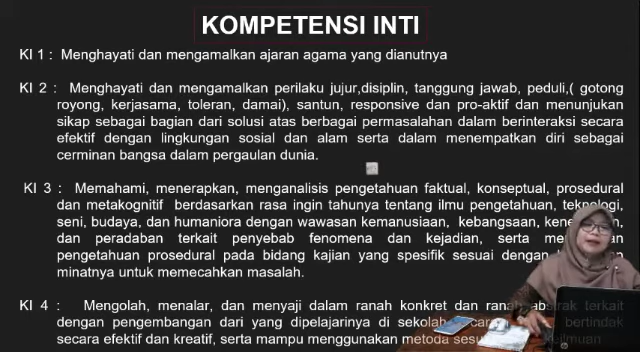 KOMPETENSI INTI
KI 1 : Menghayati dan mengamalkan ajaran agama yang dianutnya
KI 2 : Menghayati dan mengamalkan perilaku jujur,disiplin, tanggung jawab, peduli,( gotong
royong, kerjasama, toleran, damai), santun, responsive dan pro-aktif dan menunjukan
sikap sebagai bagian dari solusi atas berbagai permasalahan dalam berinteraksi secara
efektif dengan lingkungan sosial dan alam serta dalam menempatkan diri sebagai
cerminan bangsa dalam pergaulan dunia.
KI 3 : Memahami, menerapkan, menganalisis pengetahuan faktual, konseptual, prosedural
dan metakognitif berdasarkan rasa ingin tahunya tentang ilmu pengetahuan, teknologi,
seni, budaya, dan humaniora dengan wawasan kemanusiaan, kebangsaan,
dan peradaban terkait penyebab fenomena dan kejadian, serta
pengetahuan prosedural pada bidang kajian yang spesifik sesuai dengan
minatnya untuk memecahkan masalah.
KI 4 : Mengolah, menalar, dan menyaji dalam ranah konkret dan ranah abstrak terkait
dengan pengembangan dari yang dipelajarinya di sekolah bertindak
secara efektif dan kreatif, serta mampu menggunakan metoda